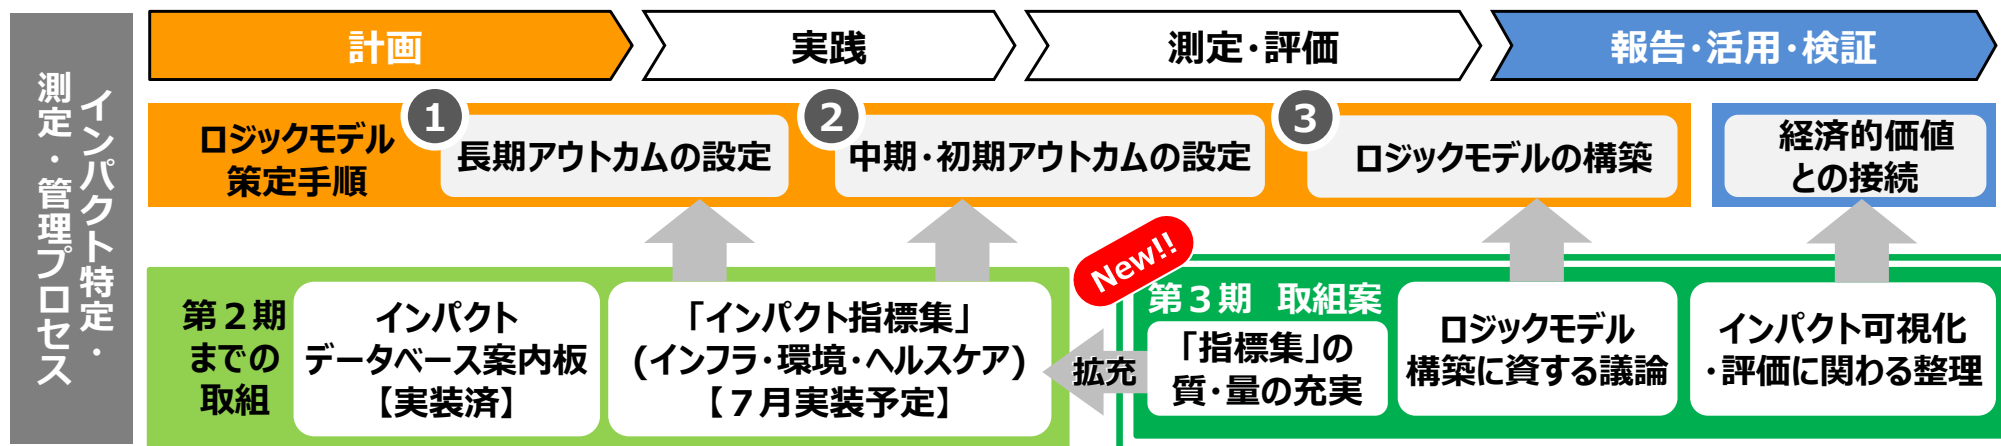 インパクト特定・
測定・管理プロセス
計画
実践
測定・評価
報告・活用・検証
ロジックモデル
策定手順
1
長期アウトカムの設定
2
中期・初期アウトカムの設定
3
ロジックモデルの構築
経済的価値
との接続
第２期
までの
取組
インパクト
データベース案内板
【実装済】
「インパクト指標集」
(インフラ・環境・ヘルスケア)
【７月実装予定】
New!!
拡充
第３期 取組案
「指標集」の
質・量の充実
ロジックモデル
構築に資する議論
インパクト可視化
・評価に関わる整理